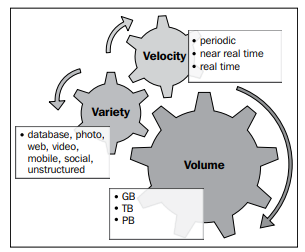 Velocity
• periodic
• near real time
• real time
Variety
• database, photo,
web, video,
mobile, social,
unstructured
Volume
• GB
• TB
• PB